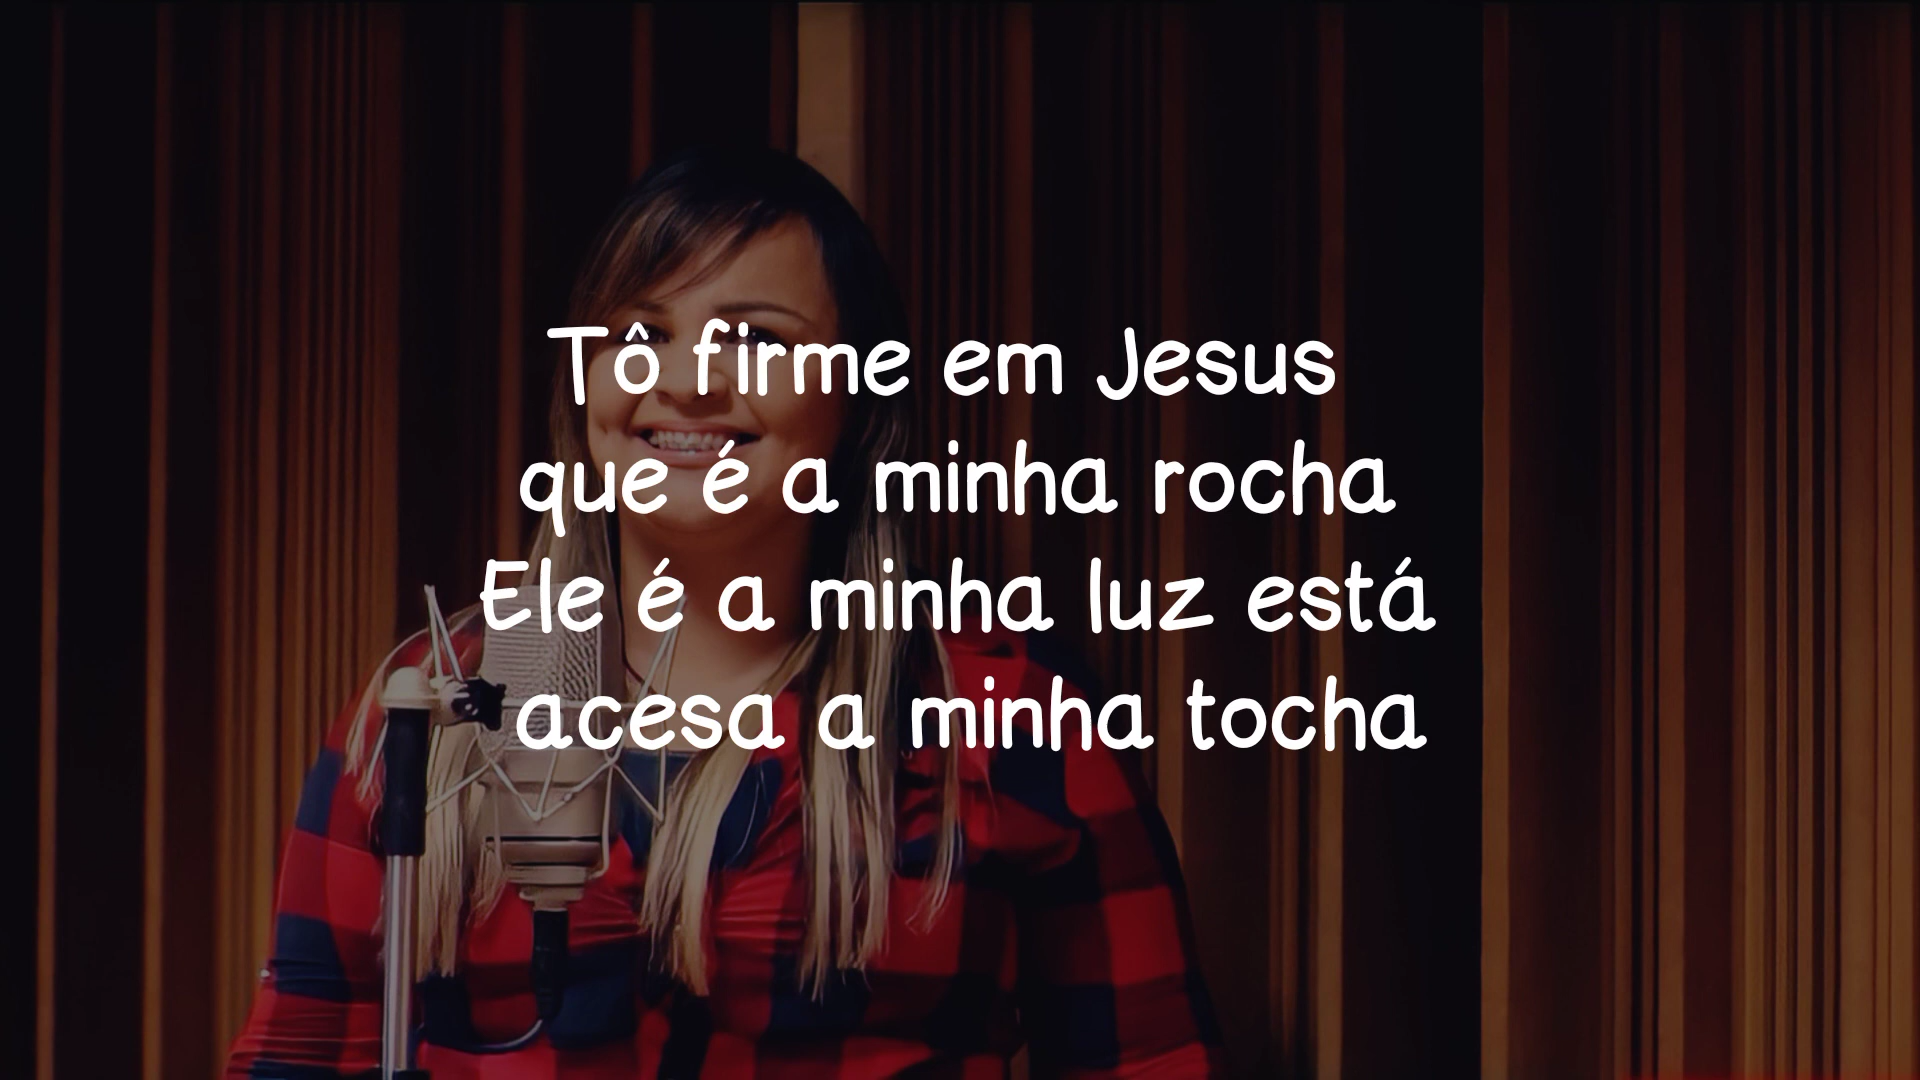 Tô firme em Jesus
que é a minha rocha
Ele é a minha luz está
acesa a minha tocha